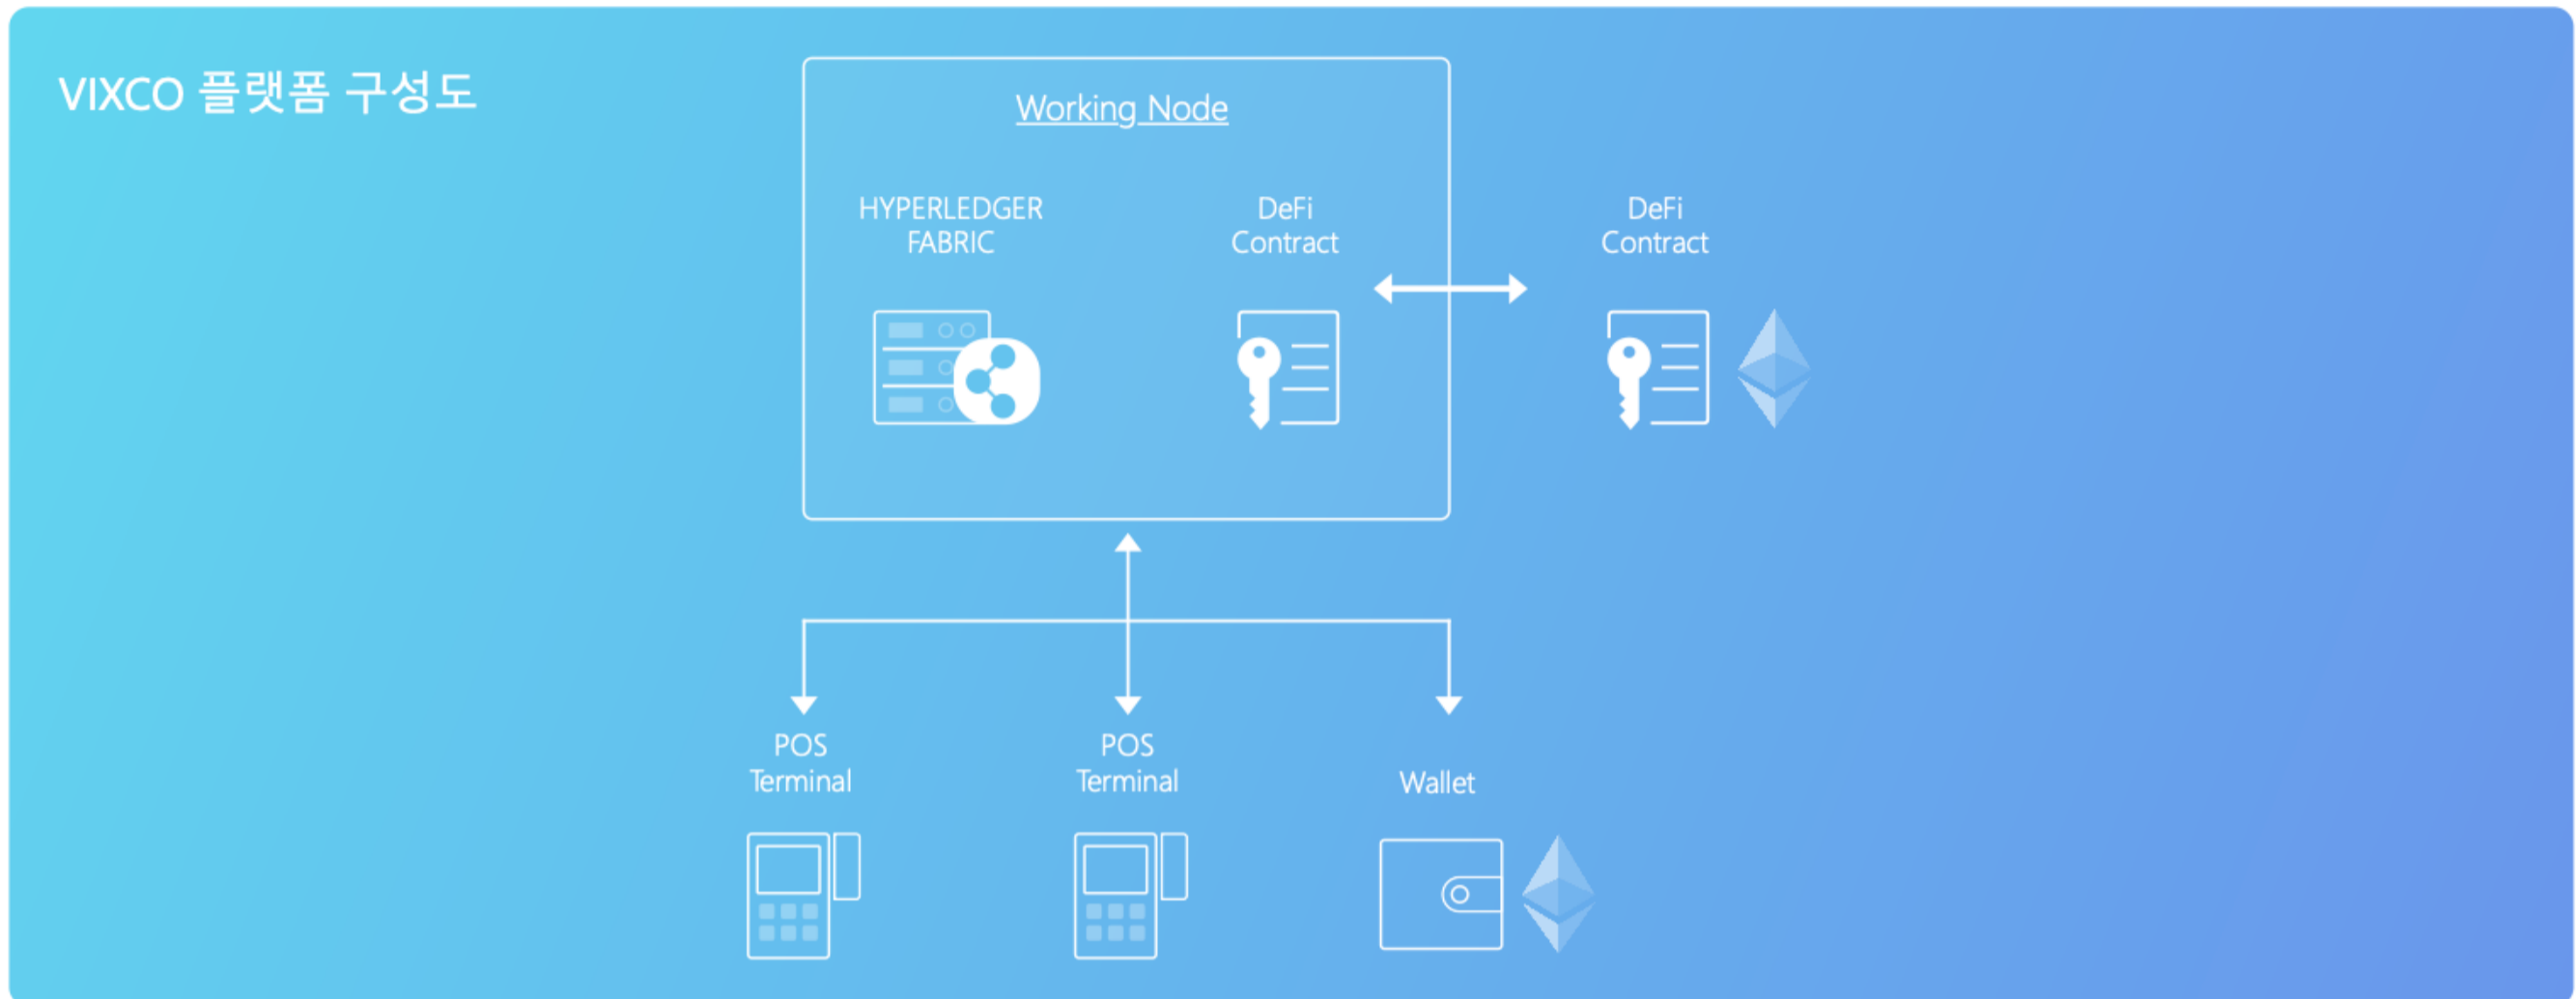 VIXCO 플랫폼 구성도
Working Node
HYPERLEDGER
FABRIC
DeFi
Contract
DeFi
Contract
POS
Terminal
POS
Terminal
Wallet